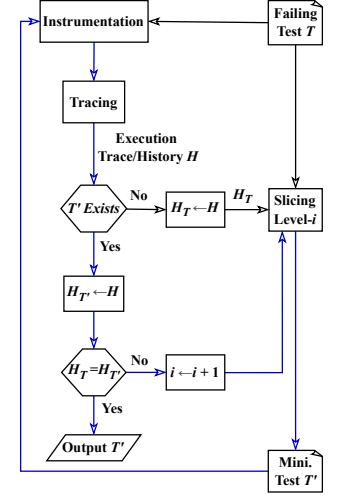 Instrumentation
Failing
Test T
Tracing
Execution
Trace/History H
T' Exists
No
H_T ← H
H_T
Slicing
Level-i
Yes
H_T' ← H
H_T = H_T'
No
i ← i + 1
Yes
Output T'
Mini.
Test T'